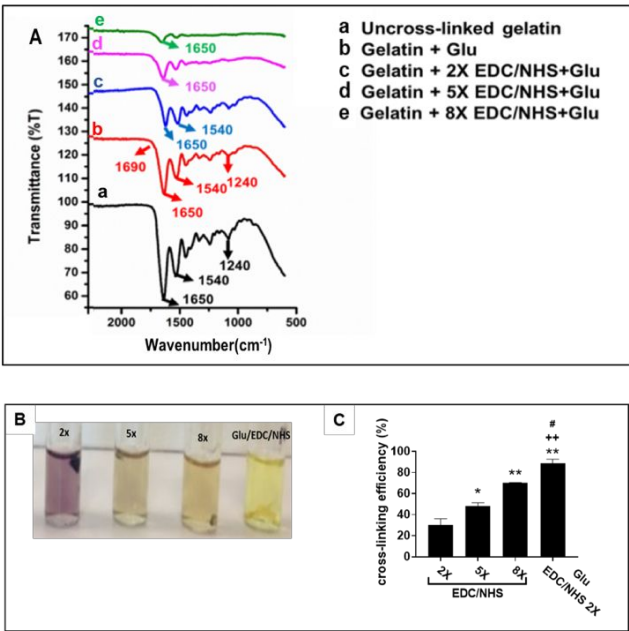 A
e
1650
d
1650
c
1540
1650
b
1690
1540
1240
1650
a
1240
1540
1650
170
160
150
140
130
120
110
100
90
80
70
60
Transmittance (%T)
2000
1500
1000
500
Wavenumber(cm⁻¹)
a Uncross-linked gelatin
b Gelatin + Glu
c Gelatin + 2X EDC/NHS+Glu
d Gelatin + 5X EDC/NHS+Glu
e Gelatin + 8X EDC/NHS+Glu
B
2x
5x
8x
Glu/EDC/NHS
C
cross-linking efficiency (%)
100
80
60
40
20
0
*
**
#
++
**
2X
5X
8X
EDC/NHS
EDC/NHS 2X
Glu